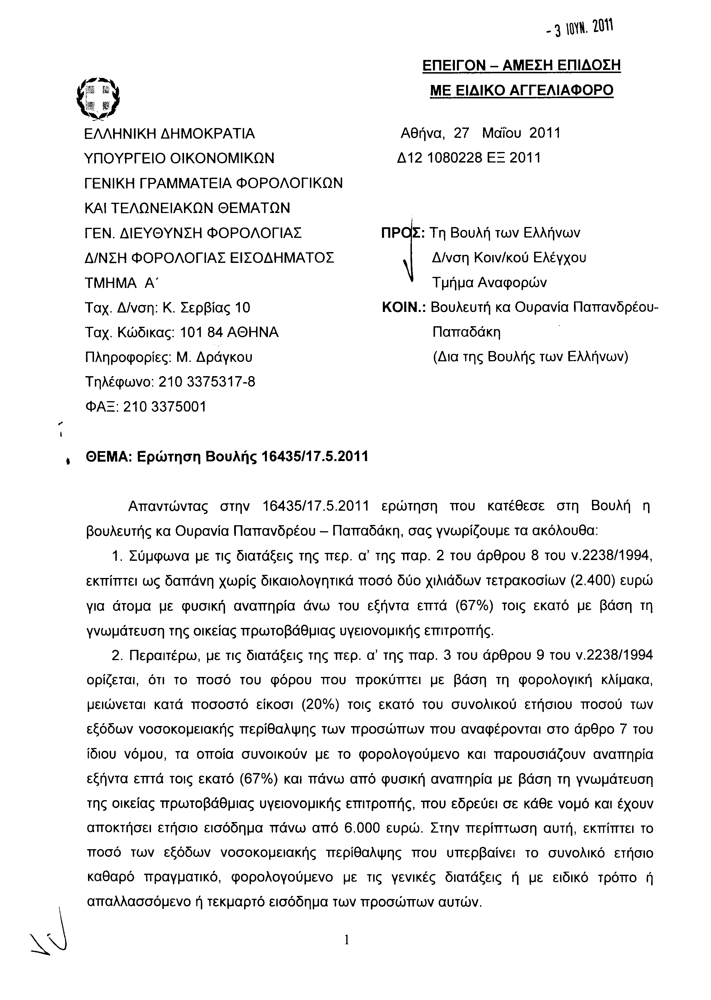 - 3 ΙΟΥΝ. 2011
ΕΠΕΙΓΟΝ – ΑΜΕΣΗ ΕΠΙΔΟΣΗ
ΜΕ ΕΙΔΙΚΟ ΑΓΓΕΛΙΑΦΟΡΟ
ΕΛΛΗΝΙΚΗ ΔΗΜΟΚΡΑΤΙΑ
ΥΠΟΥΡΓΕΙΟ ΟΙΚΟΝΟΜΙΚΩΝ
ΓΕΝΙΚΗ ΓΡΑΜΜΑΤΕΙΑ ΦΟΡΟΛΟΓΙΚΩΝ
ΚΑΙ ΤΕΛΩΝΕΙΑΚΩΝ ΘΕΜΑΤΩΝ
ΓΕΝ. ΔΙΕΥΘΥΝΣΗ ΦΟΡΟΛΟΓΙΑΣ
Δ/ΝΣΗ ΦΟΡΟΛΟΓΙΑΣ ΕΙΣΟΔΗΜΑΤΟΣ
ΤΜΗΜΑ Α΄
Ταχ. Δ/νση: Κ. Σερβίας 10
Ταχ. Κώδικας: 101 84 ΑΘΗΝΑ
Πληροφορίες: Μ. Δράγκου
Τηλέφωνο: 210 3375317-8
ΦΑΞ: 210 3375001
Αθήνα, 27 Μαΐου 2011
Δ12 1080228 ΕΞ 2011
ΠΡΟΣ: Τη Βουλή των Ελλήνων
Δ/νση Κοιν/κού Ελέγχου
Τμήμα Αναφορών
ΚΟΙΝ.: Βουλευτή κα Ουρανία Παπανδρέου-
Παπαδάκη
(Δια της Βουλής των Ελλήνων)
ΘΕΜΑ: Ερώτηση Βουλής 16435/17.5.2011
Απαντώντας στην 16435/17.5.2011 ερώτηση που κατέθεσε στη Βουλή η
βουλευτής κα Ουρανία Παπανδρέου – Παπαδάκη, σας γνωρίζουμε τα ακόλουθα:
1. Σύμφωνα με τις διατάξεις της περ. α’ της παρ. 2 του άρθρου 8 του ν.2238/1994,
εκπίπτει ως δαπάνη χωρίς δικαιολογητικά ποσό δύο χιλιάδων τετρακοσίων (2.400) ευρώ
για άτομα με φυσική αναπηρία άνω του εξήντα επτά (67%) τοις εκατό με βάση τη
γνωμάτευση της οικείας πρωτοβάθμιας υγειονομικής επιτροπής.
2. Περαιτέρω, με τις διατάξεις της περ. α’ της παρ. 3 του άρθρου 9 του ν.2238/1994
ορίζεται, ότι το ποσό του φόρου που προκύπτει με βάση τη φορολογική κλίμακα,
μειώνεται κατά ποσοστό είκοσι (20%) τοις εκατό του συνολικού ετήσιου ποσού των
εξόδων νοσοκομειακής περίθαλψης των προσώπων που αναφέρονται στο άρθρο 7 του
ίδιου νόμου, τα οποία συνοικούν με το φορολογούμενο και παρουσιάζουν αναπηρία
εξήντα επτά τοις εκατό (67%) και πάνω από φυσική αναπηρία με βάση τη γνωμάτευση
της οικείας πρωτοβάθμιας υγειονομικής επιτροπής, που εδρεύει σε κάθε νομό και έχουν
αποκτήσει ετήσιο εισόδημα πάνω από 6.000 ευρώ. Στην περίπτωση αυτή, εκπίπτει το
ποσό των εξόδων νοσοκομειακής περίθαλψης που υπερβαίνει το συνολικό ετήσιο
καθαρό πραγματικό, φορολογούμενο με τις γενικές διατάξεις ή με ειδικό τρόπο ή
απαλλασσόμενο ή τεκμαρτό εισόδημα των προσώπων αυτών.
1